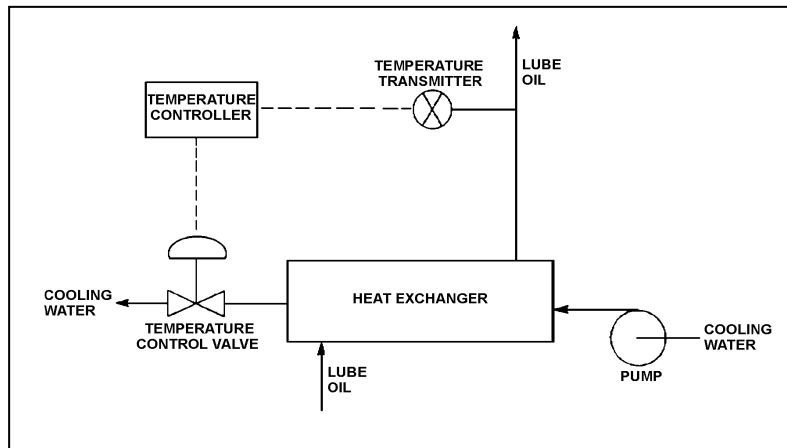 TEMPERATURE
TRANSMITTER
LUBE
OIL
TEMPERATURE
CONTROLLER
HEAT EXCHANGER
COOLING
WATER
TEMPERATURE
CONTROL VALVE
COOLING
WATER
PUMP
LUBE
OIL